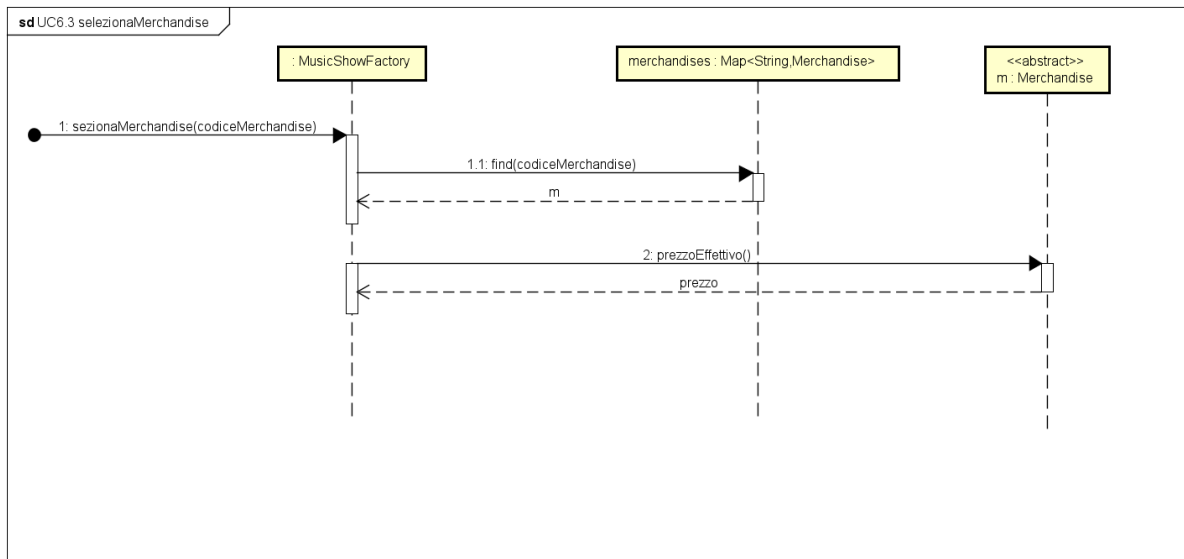 sd UC6.3 selezionaMerchandise
: MusicShowFactory
merchandises : Map<String,Merchandise>
<<abstract>>
m : Merchandise
1: sezionaMerchandise(codiceMerchandise)
1.1: find(codiceMerchandise)
m
2: prezzoEffettivo()
prezzo